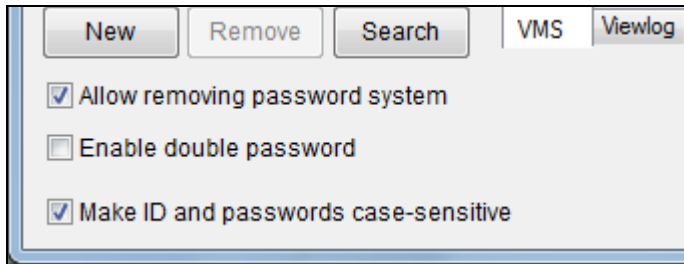 New Remove Search VMS Viewlog
Allow removing password system
Enable double password
Make ID and passwords case-sensitive